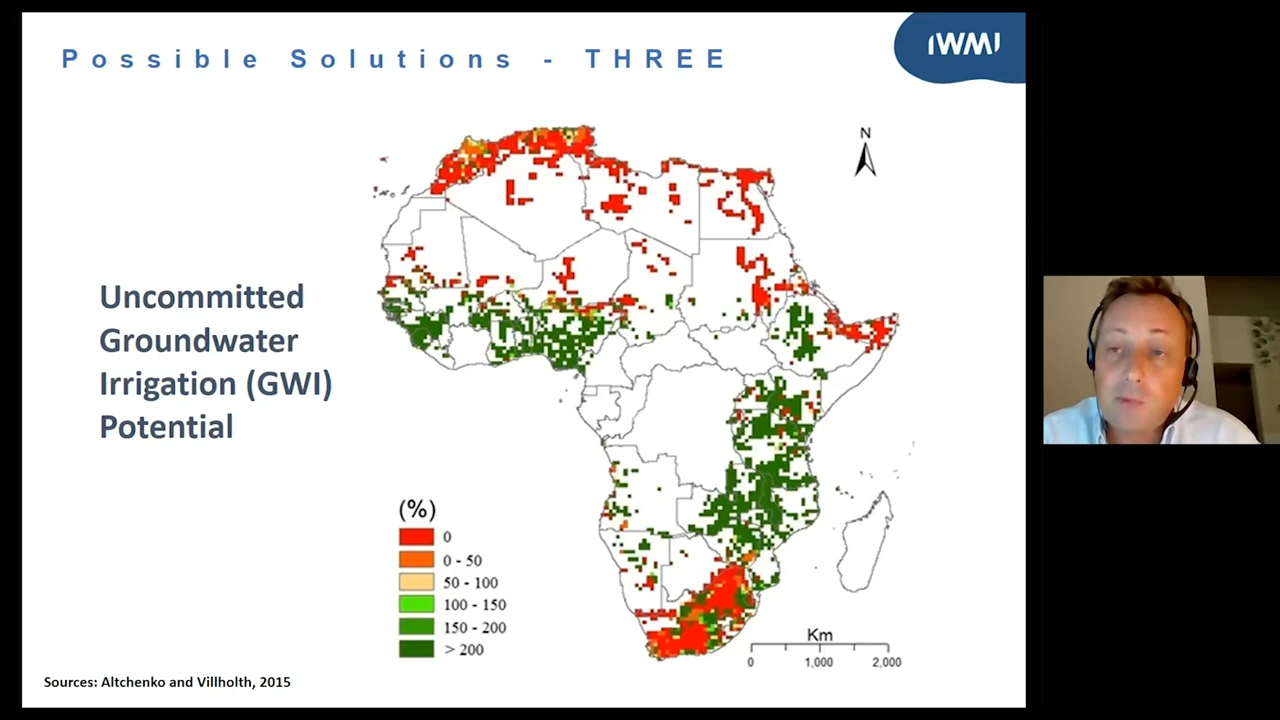 Possible Solutions - THREE
IWMI
N
Uncommitted
Groundwater
Irrigation (GWI)
Potential
(%)
0
0 - 50
50 - 100
100 - 150
150 - 200
> 200
Km
0 1,000 2,000
Sources: Altchenko and Villholth, 2015